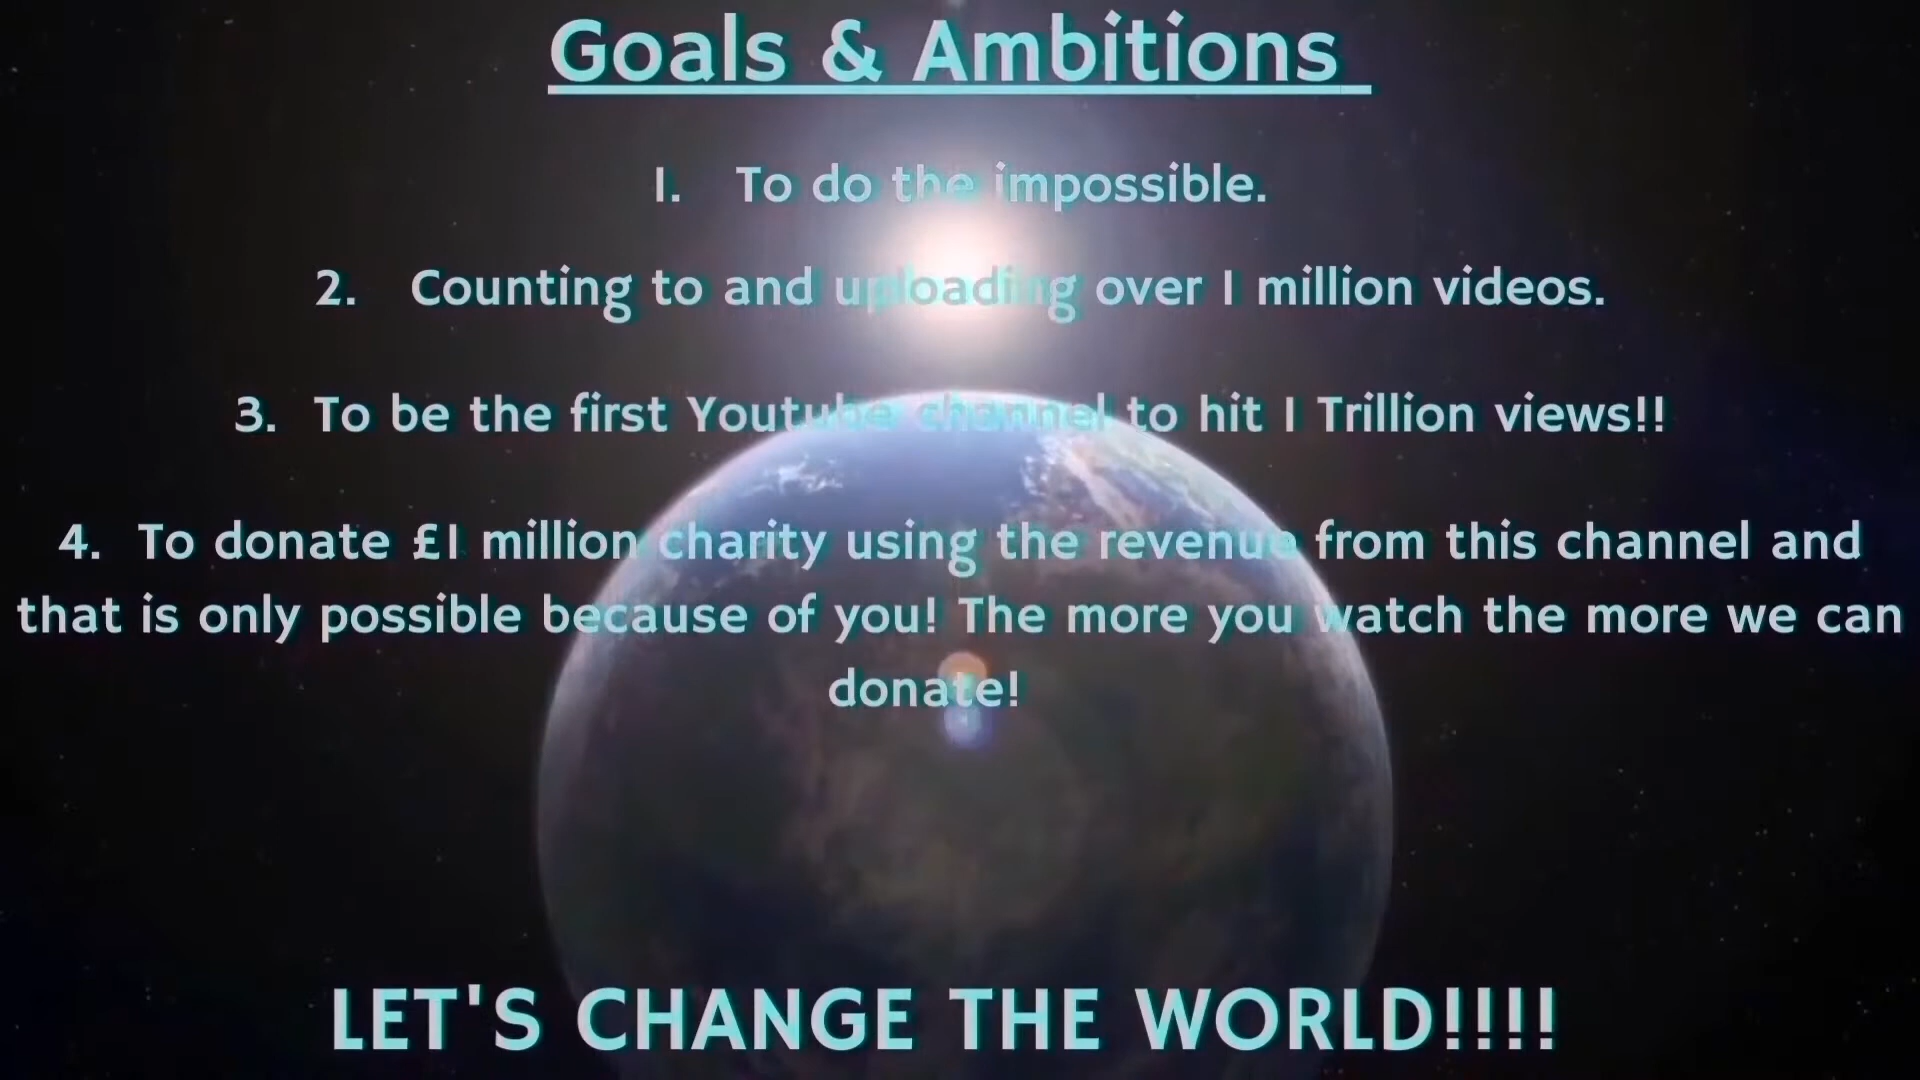 Goals & Ambitions
1. To do the impossible.
2. Counting to and uploading over 1 million videos.
3. To be the first Youtube channel to hit 1 Trillion views!!
4. To donate £1 million charity using the revenue from this channel and
that is only possible because of you! The more you watch the more we can
donate!
LET'S CHANGE THE WORLD!!!!